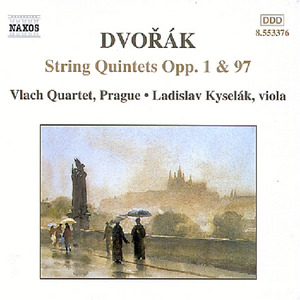 NAXOS
DDD
8.553376
DVOŘÁK
String Quintets Opp. 1 & 97
Vlach Quartet, Prague • Ladislav Kyselák, viola